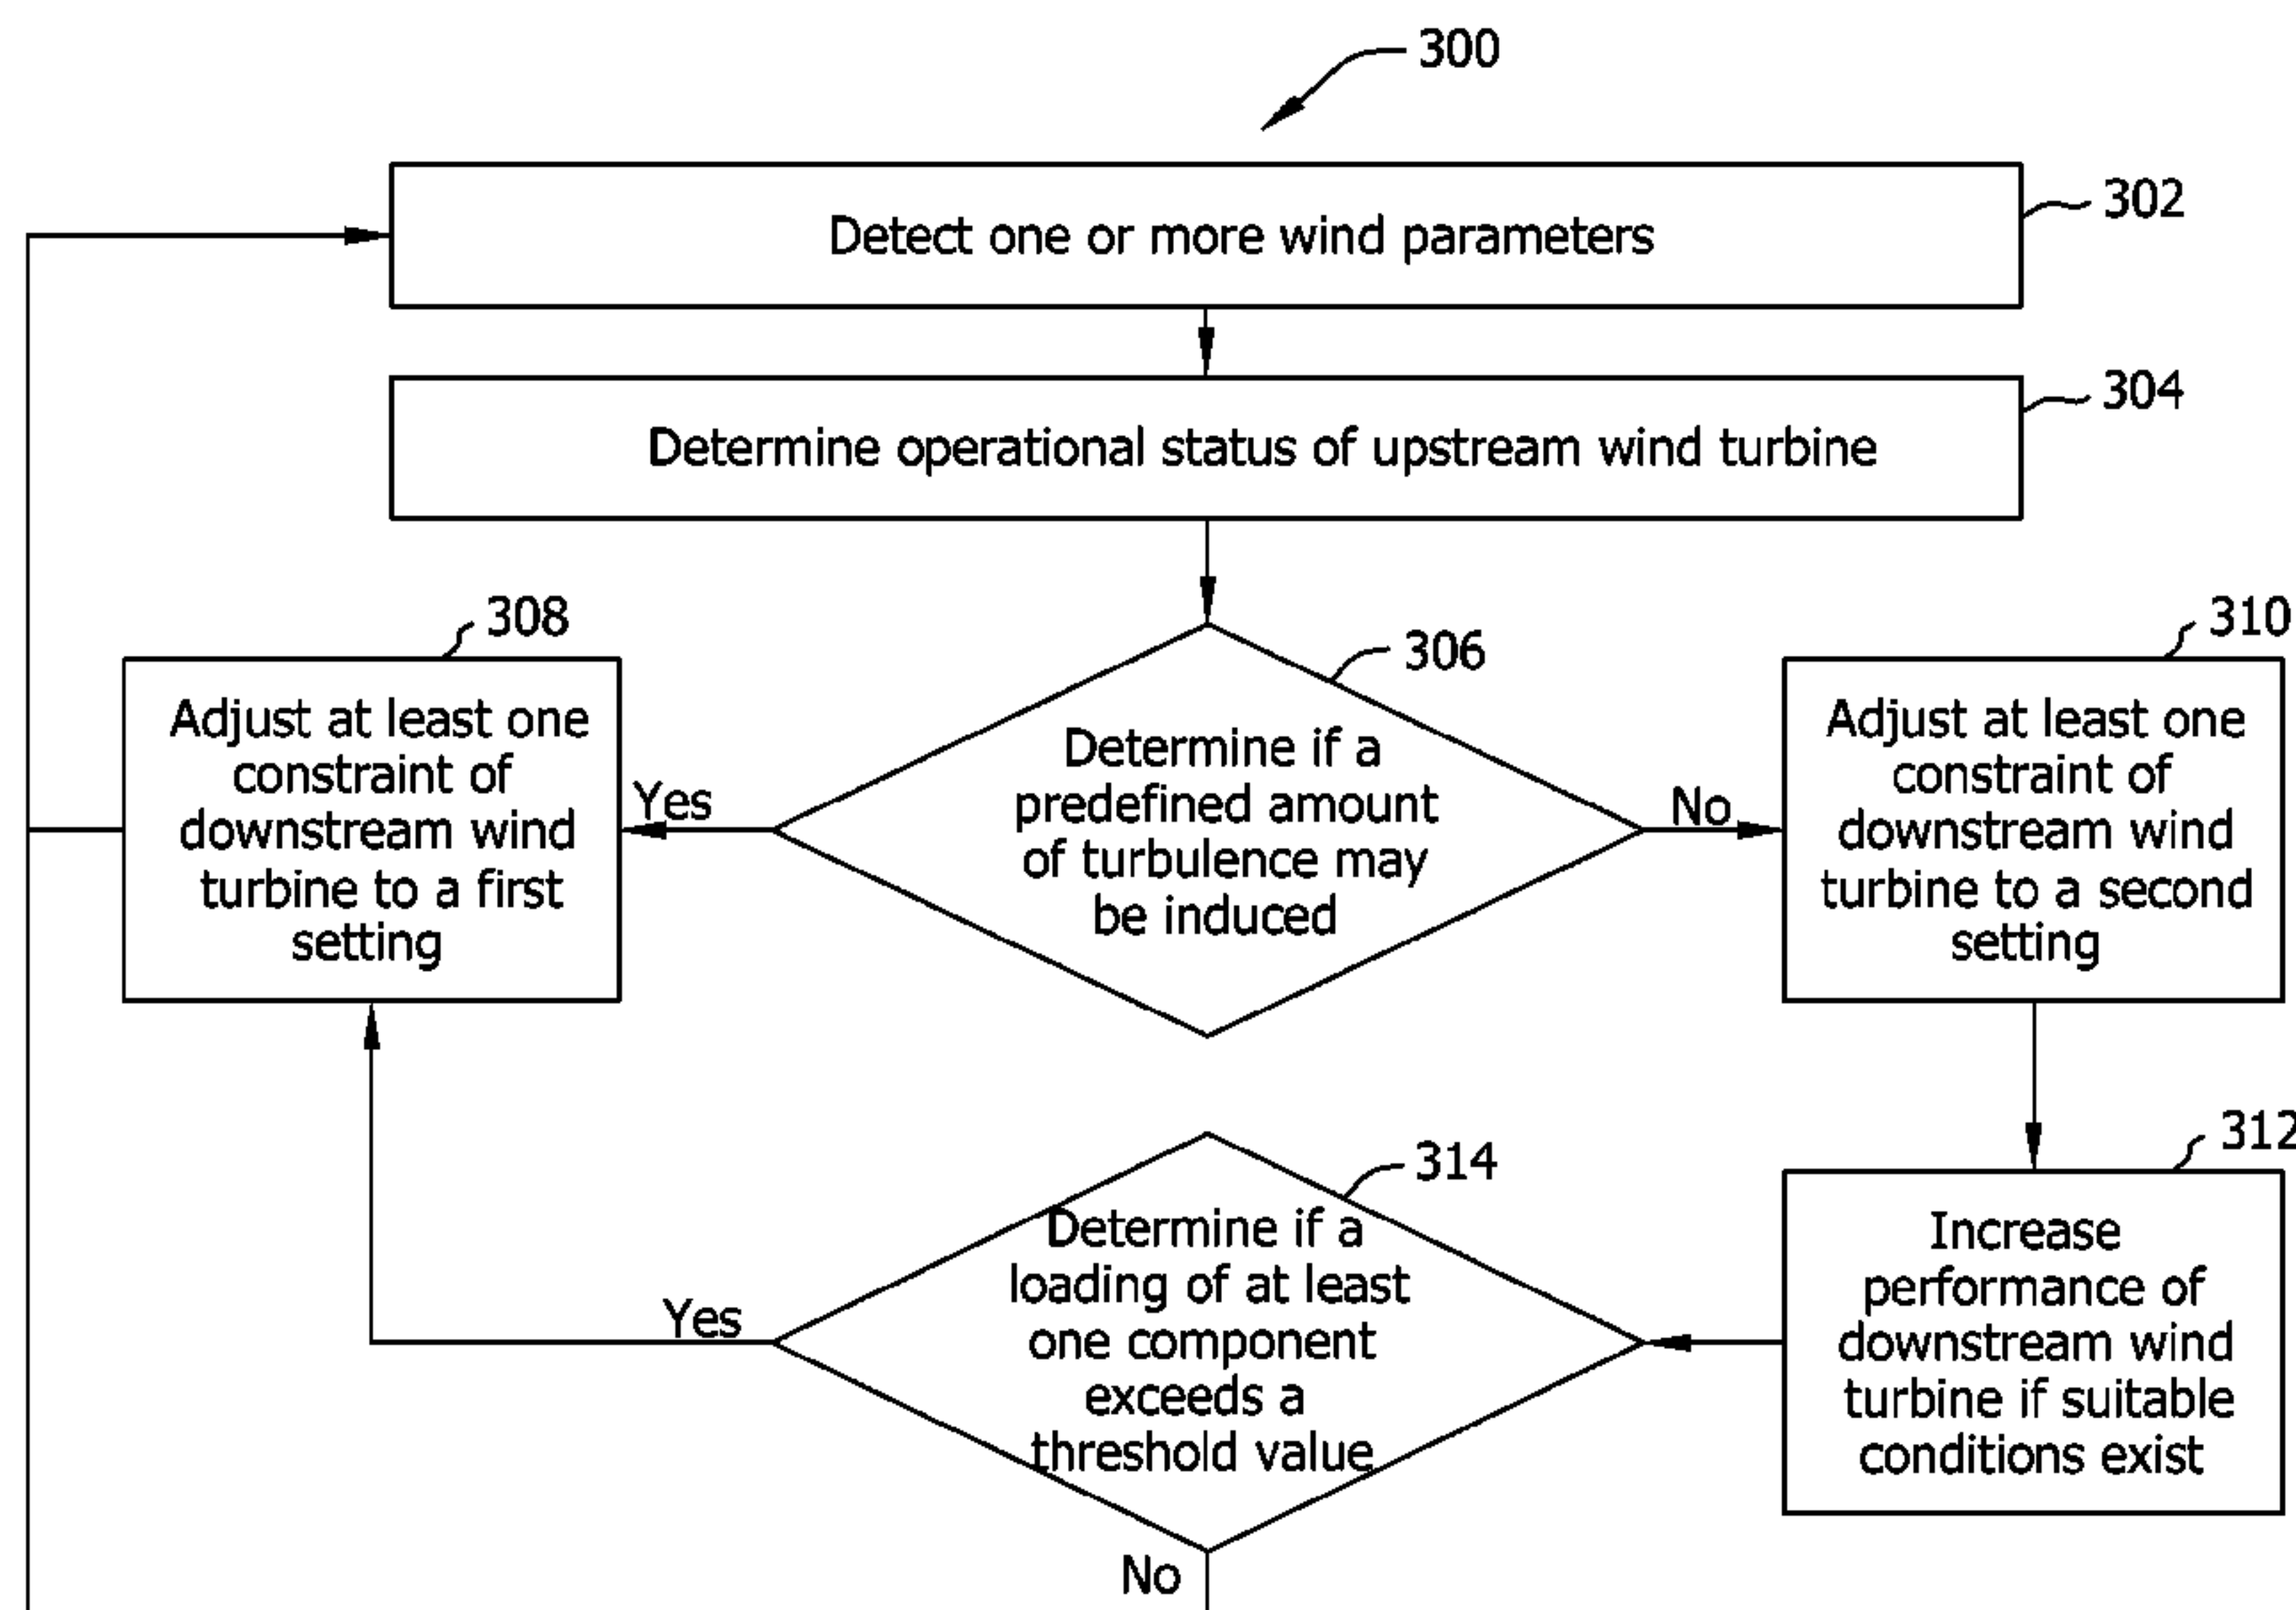 300
Detect one or more wind parameters
302
Determine operational status of upstream wind turbine
304
308
Adjust at least one
constraint of
downstream wind
turbine to a first
setting
Yes
306
Determine if a
predefined amount
of turbulence may
be induced
No
310
Adjust at least one
constraint of
downstream wind
turbine to a second
setting
312
Increase
performance of
downstream wind
turbine if suitable
conditions exist
314
Determine if a
loading of at least
one component
exceeds a
threshold value
Yes
No